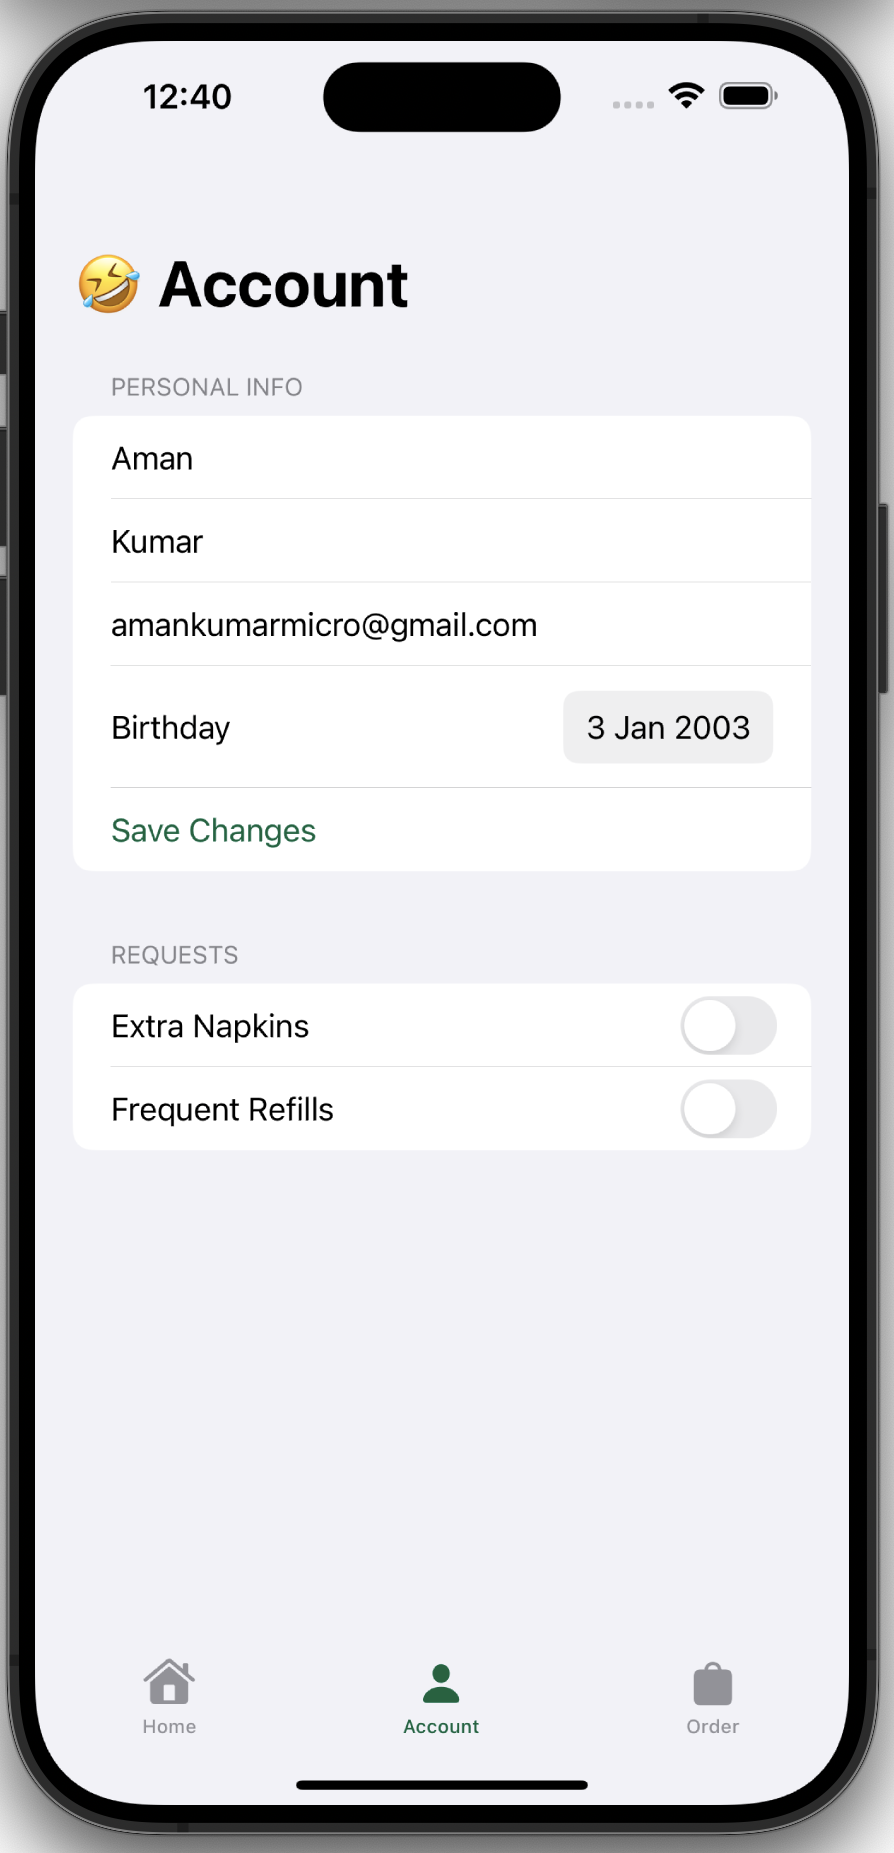 12:40
🤣 Account
PERSONAL INFO
Aman
Kumar
amankumarmicro@gmail.com
Birthday 3 Jan 2003
Save Changes
REQUESTS
Extra Napkins
Frequent Refills
Home Account Order